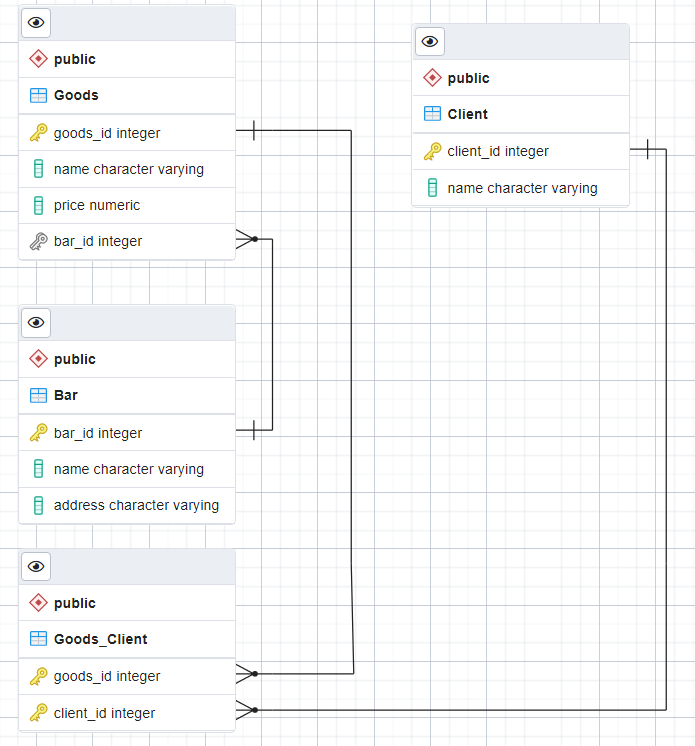 public
Goods
goods_id integer
name character varying
price numeric
bar_id integer
public
Client
client_id integer
name character varying
public
Bar
bar_id integer
name character varying
address character varying
public
Goods_Client
goods_id integer
client_id integer